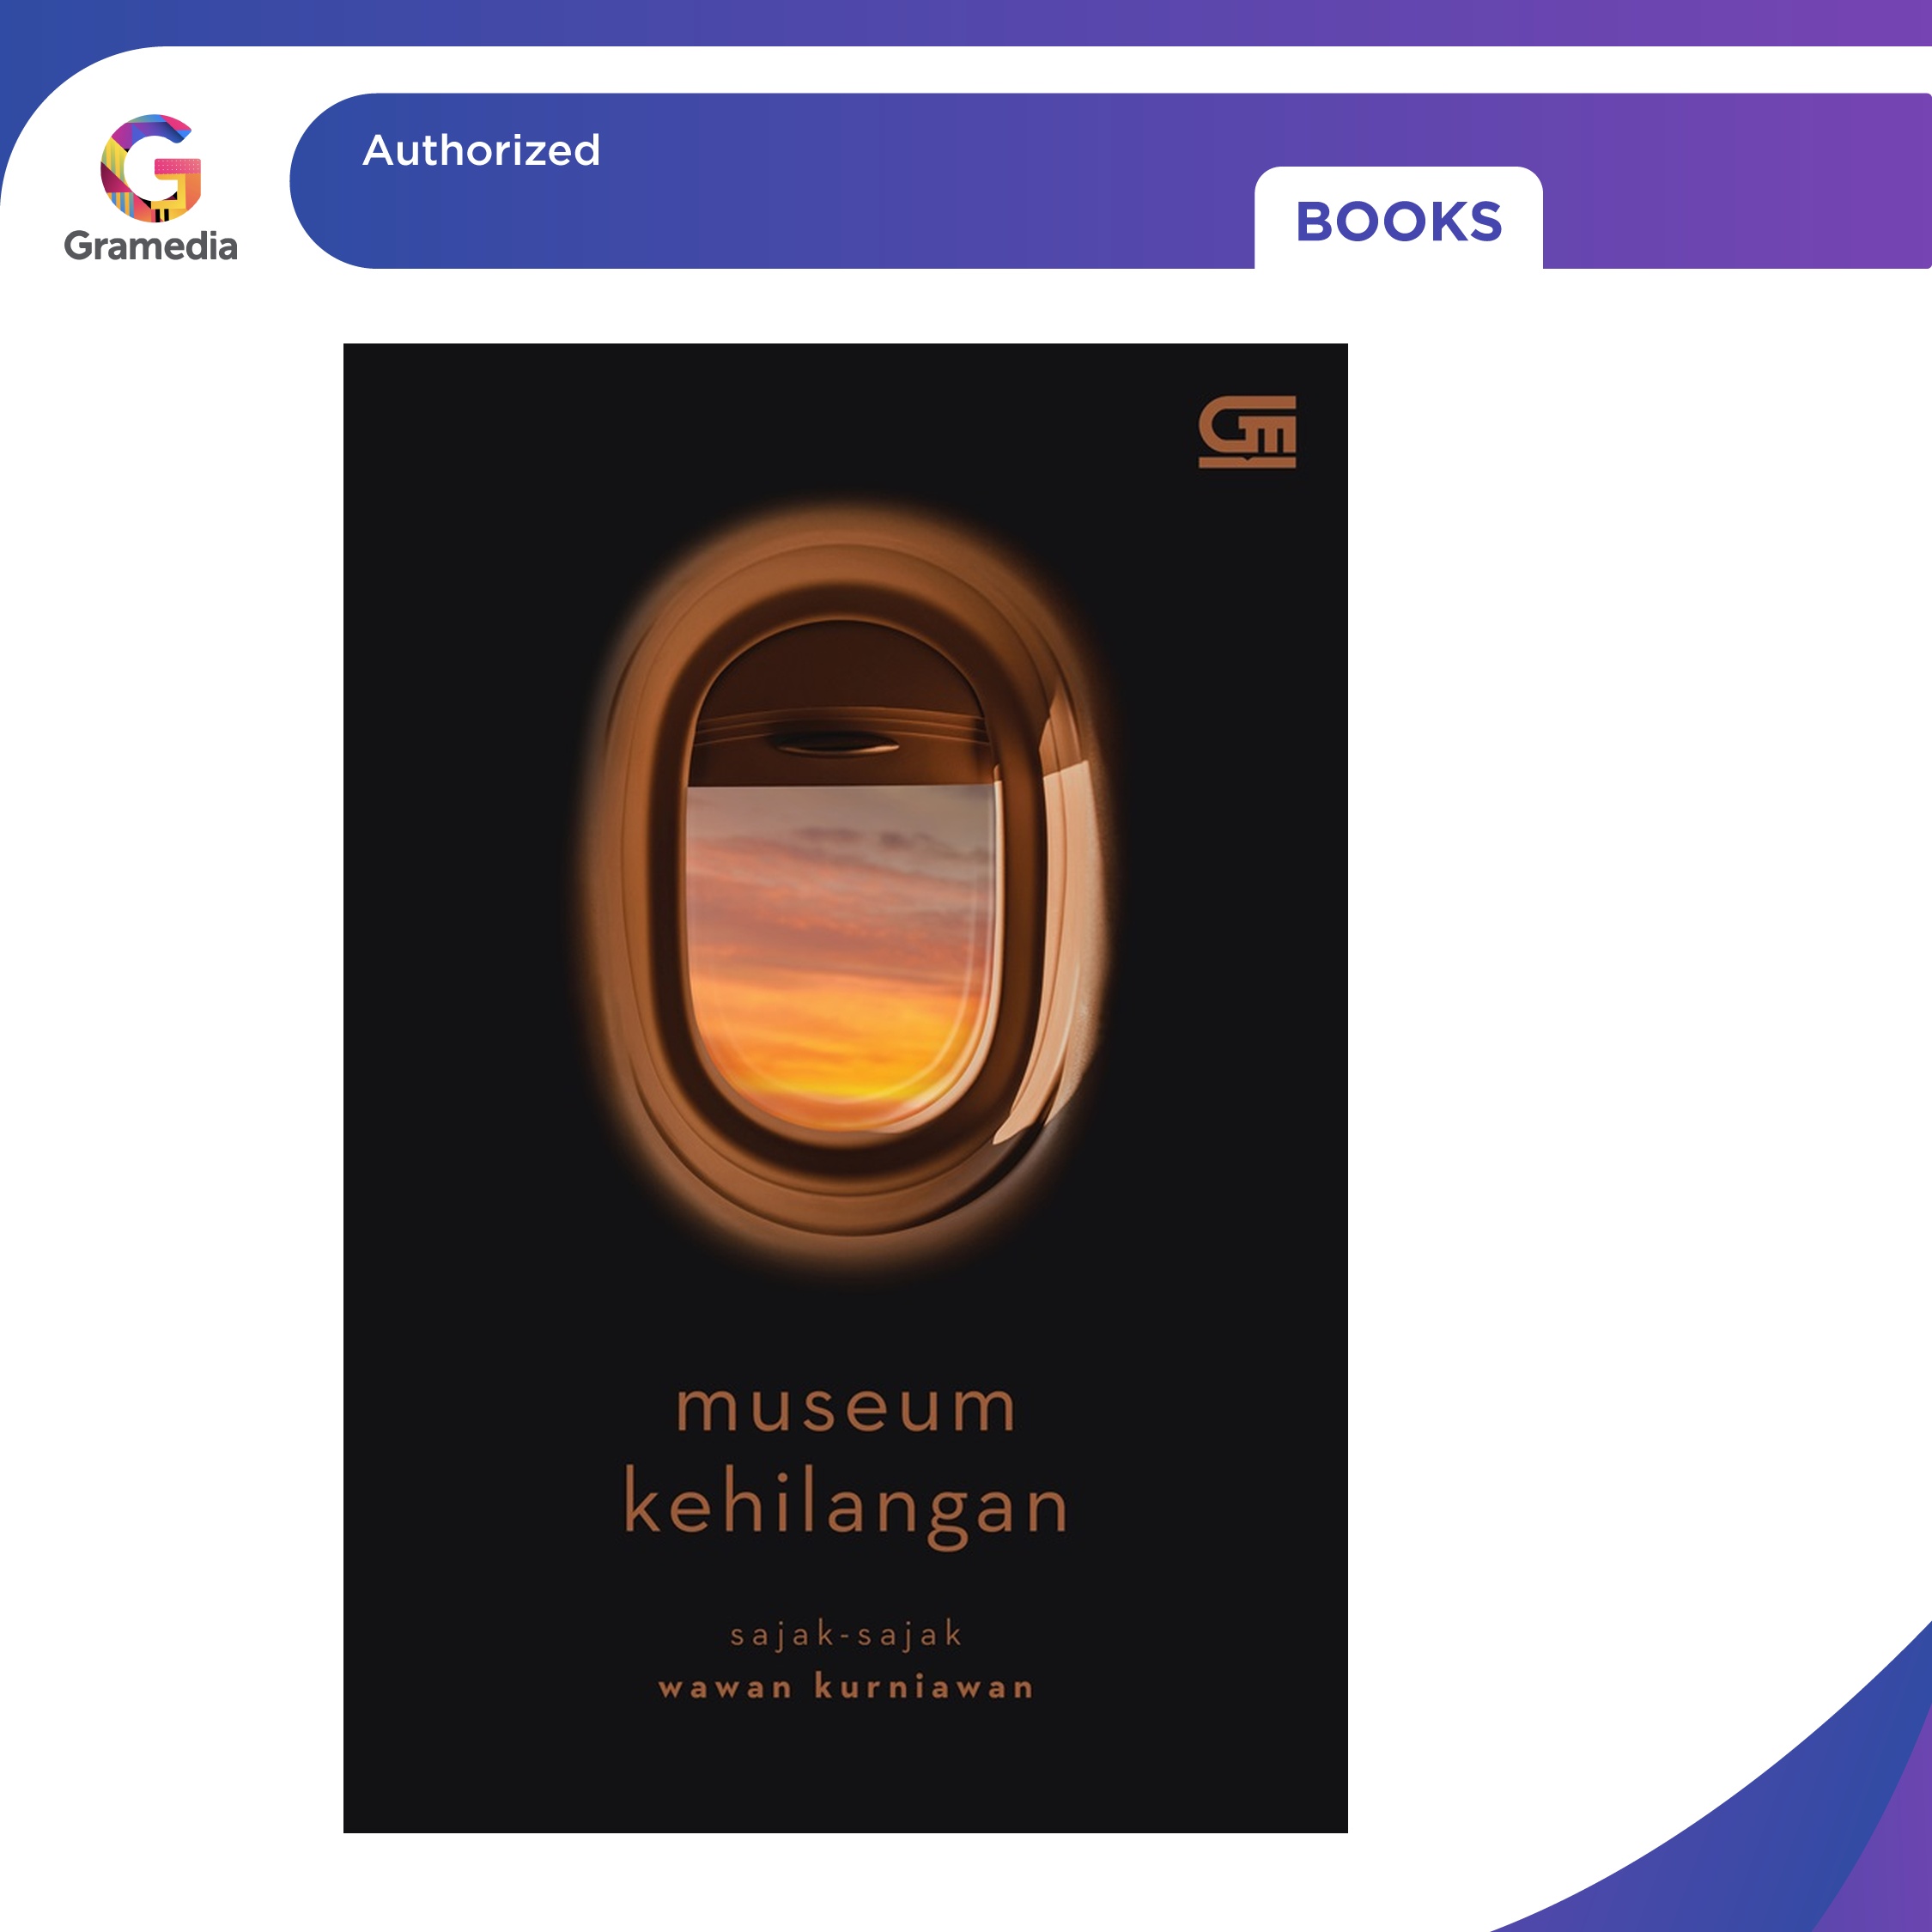 Gramedia
Authorized
BOOKS
museum
kehilangan
sajak-sajak
wawan kurniawan